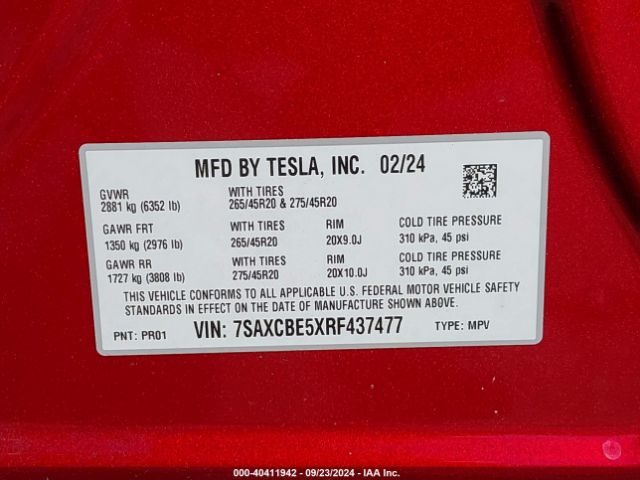 MFD BY TESLA, INC. 02/24
GVWR WITH TIRES
2881 kg (6352 lb) 265/45R20 & 275/45R20
GAWR FRT WITH TIRES RIM COLD TIRE PRESSURE
1350 kg (2976 lb) 265/45R20 20X9.0J 310 kPa, 45 psi
GAWR RR WITH TIRES RIM COLD TIRE PRESSURE
1727 kg (3808 lb) 275/45R20 20X10.0J 310 kPa, 45 psi
THIS VEHICLE CONFORMS TO ALL APPLICABLE U.S. FEDERAL MOTOR VEHICLE SAFETY
STANDARDS IN EFFECT ON THE DATE OF MANUFACTURE SHOWN ABOVE.
PNT: PR01 VIN: 7SAXCBE5XRF437477 TYPE: MPV
000-40411942 - 09/23/2024 - IAA Inc.